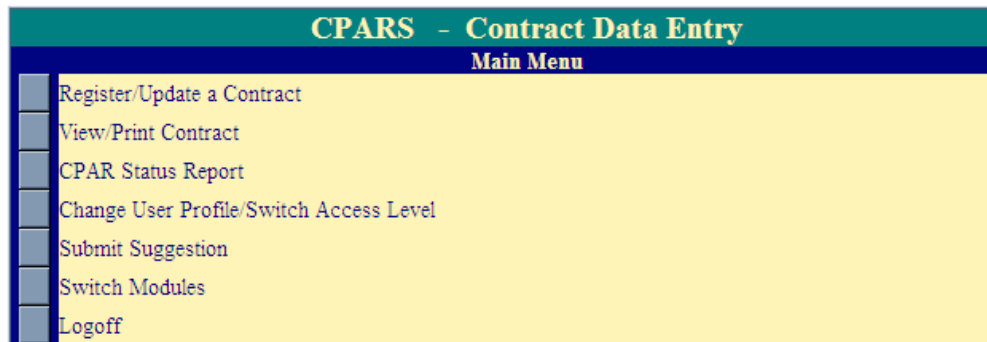 CPARS - Contract Data Entry
Main Menu
Register/Update a Contract
View/Print Contract
CPAR Status Report
Change User Profile/Switch Access Level
Submit Suggestion
Switch Modules
Logoff